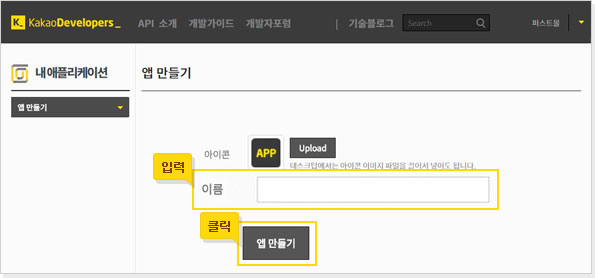 K_ KakaoDevelopers_ API 소개 개발가이드 개발자포럼 | 기술블로그 Search 퍼스트몰
내 애플리케이션
앱 만들기
앱 만들기
아이콘 APP Upload
데스크탑에서는 아이콘 이미지 파일을 끌어서 넣어도 됩니다.
입력
이름
클릭
앱 만들기